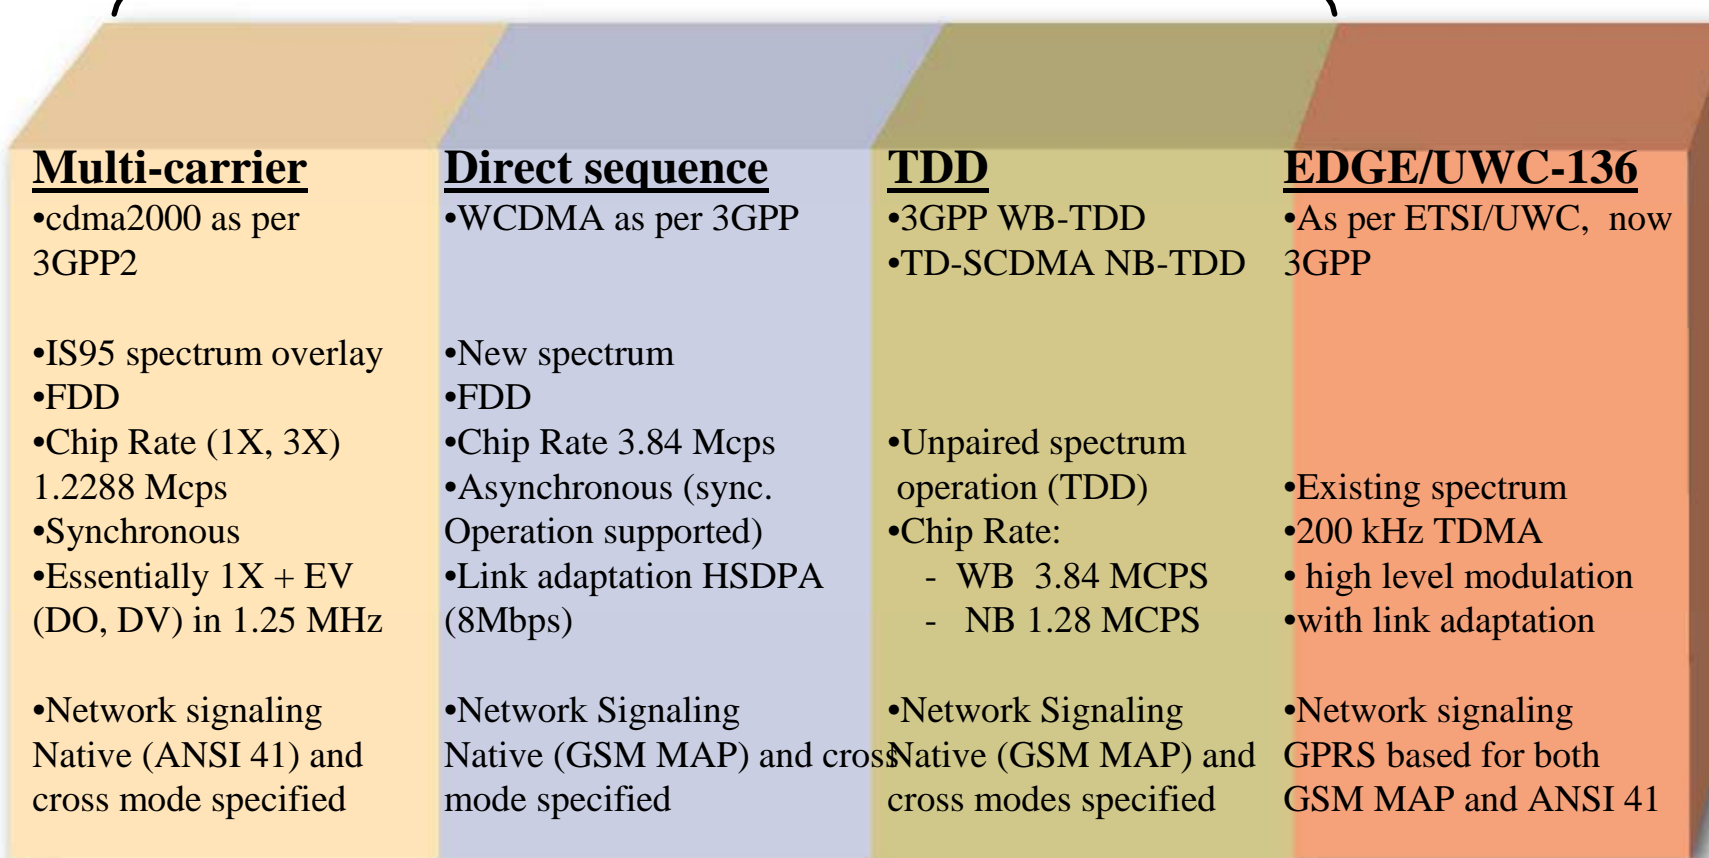 Multi-carrier
•cdma2000 as per
3GPP2
•IS95 spectrum overlay
•FDD
•Chip Rate (1X, 3X)
1.2288 Mcps
•Synchronous
•Essentially 1X + EV
(DO, DV) in 1.25 MHz
•Network signaling
Native (ANSI 41) and
cross mode specified
Direct sequence
•WCDMA as per 3GPP
•New spectrum
•FDD
•Chip Rate 3.84 Mcps
•Asynchronous (sync.
Operation supported)
•Link adaptation HSDPA
(8Mbps)
•Network Signaling
Native (GSM MAP) and cross
mode specified
TDD
•3GPP WB-TDD
•TD-SCDMA NB-TDD
•Unpaired spectrum
operation (TDD)
•Chip Rate:
- WB 3.84 MCPS
- NB 1.28 MCPS
•Network Signaling
Native (GSM MAP) and
cross modes specified
EDGE/UWC-136
•As per ETSI/UWC, now
3GPP
•Existing spectrum
•200 kHz TDMA
• high level modulation
•with link adaptation
•Network signaling
GPRS based for both
GSM MAP and ANSI 41